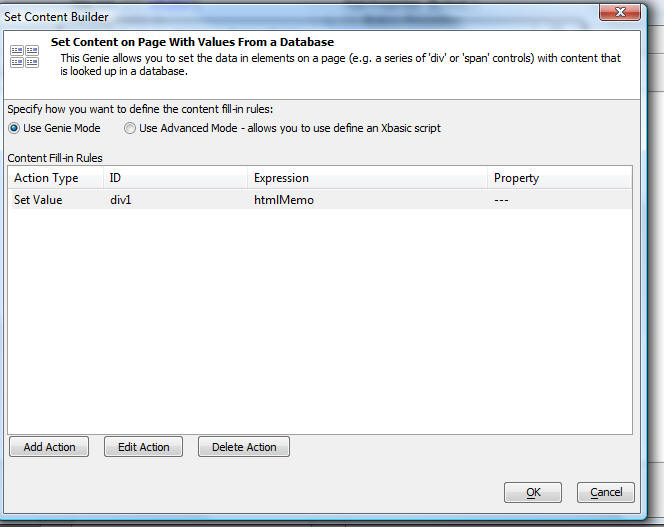 Set Content Builder
Set Content on Page With Values From a Database
This Genie allows you to set the data in elements on a page (e.g. a series of 'div' or 'span' controls) with content that
is looked up in a database.
Specify how you want to define the content fill-in rules:
Use Genie Mode Use Advanced Mode - allows you to use define an Xbasic script
Content Fill-in Rules
Action Type ID Expression Property
Set Value div1 htmlMemo ---
Add Action Edit Action Delete Action
OK Cancel